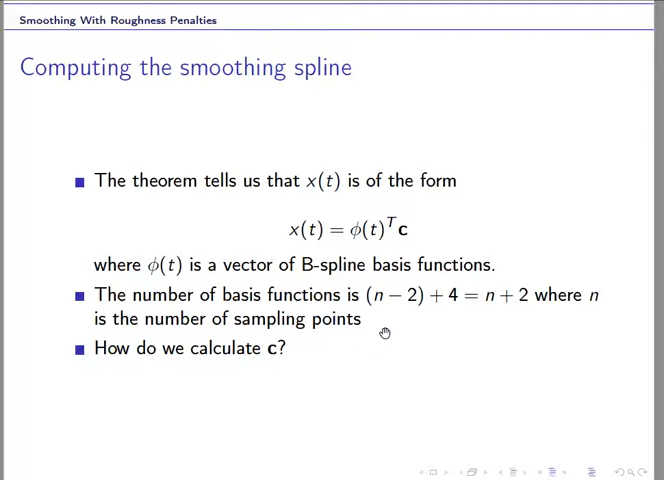 Smoothing With Roughness Penalties
Computing the smoothing spline
The theorem tells us that x(t) is of the form
x(t) = ϕ(t)ᵀc
where ϕ(t) is a vector of B-spline basis functions.
The number of basis functions is (n − 2) + 4 = n + 2 where n
is the number of sampling points
How do we calculate c?